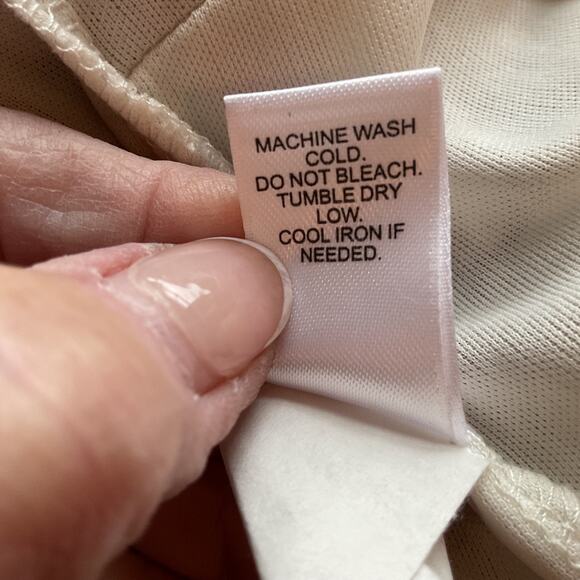 MACHINE WASH
COLD.
DO NOT BLEACH.
TUMBLE DRY
LOW.
COOL IRON IF
NEEDED.